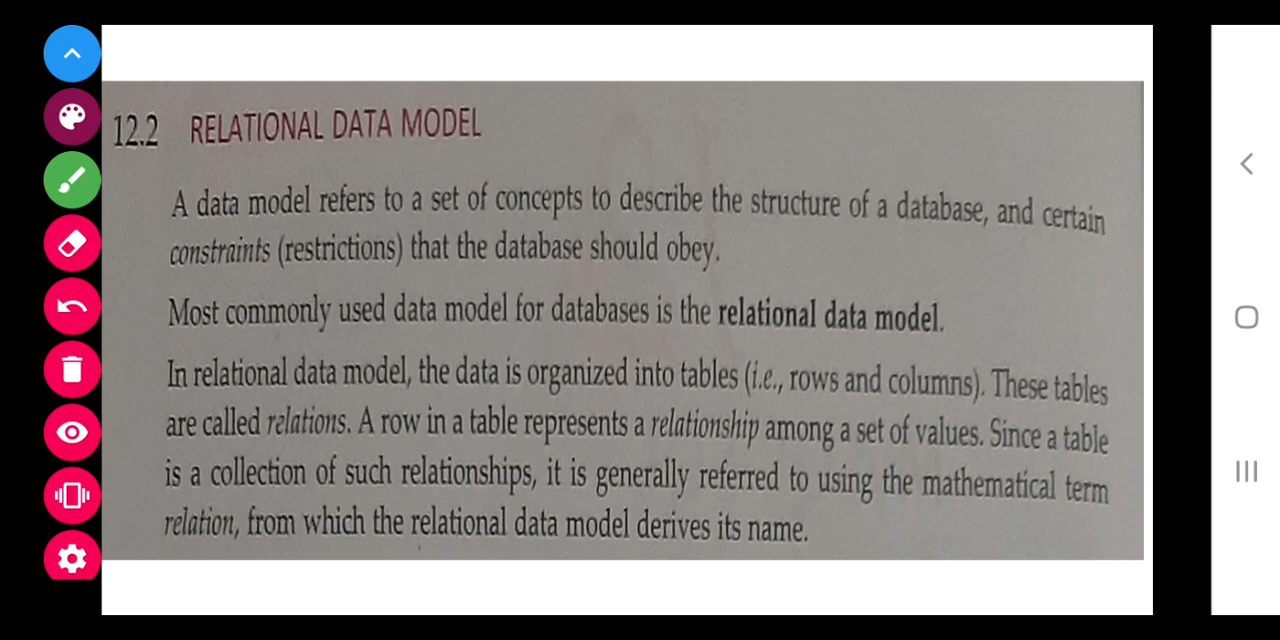 12.2 RELATIONAL DATA MODEL
A data model refers to a set of concepts to describe the structure of a database, and certain
constraints (restrictions) that the database should obey.
Most commonly used data model for databases is the relational data model.
In relational data model, the data is organized into tables (i.e., rows and columns). These tables
are called relations. A row in a table represents a relationship among a set of values. Since a table
is a collection of such relationships, it is generally referred to using the mathematical term
relation, from which the relational data model derives its name.